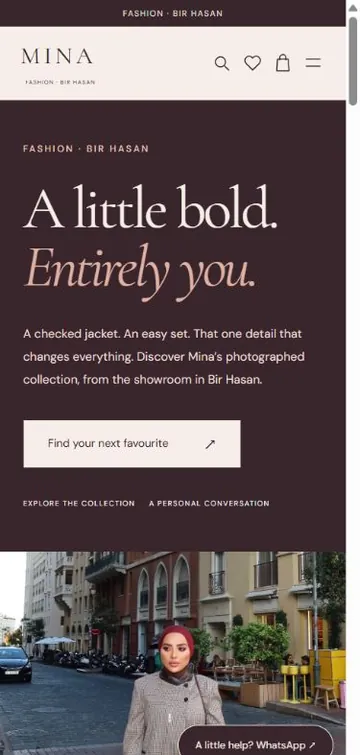 FASHION · BIR HASAN
MINA
FASHION · BIR HASAN
FASHION · BIR HASAN
A little bold.
Entirely you.
A checked jacket. An easy set. That one detail that
changes everything. Discover Mina's photographed
collection, from the showroom in Bir Hasan.
Find your next favourite ↗
EXPLORE THE COLLECTION A PERSONAL CONVERSATION
A little help? WhatsApp ↗